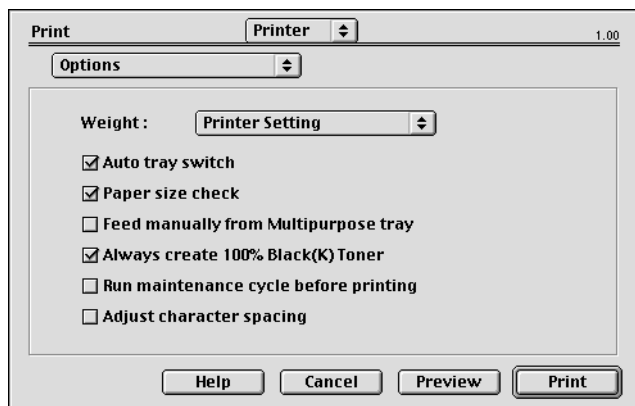 Print Printer 1.00
Options
Weight : Printer Setting
Auto tray switch
Paper size check
Feed manually from Multipurpose tray
Always create 100% Black(K) Toner
Run maintenance cycle before printing
Adjust character spacing
Help Cancel Preview Print